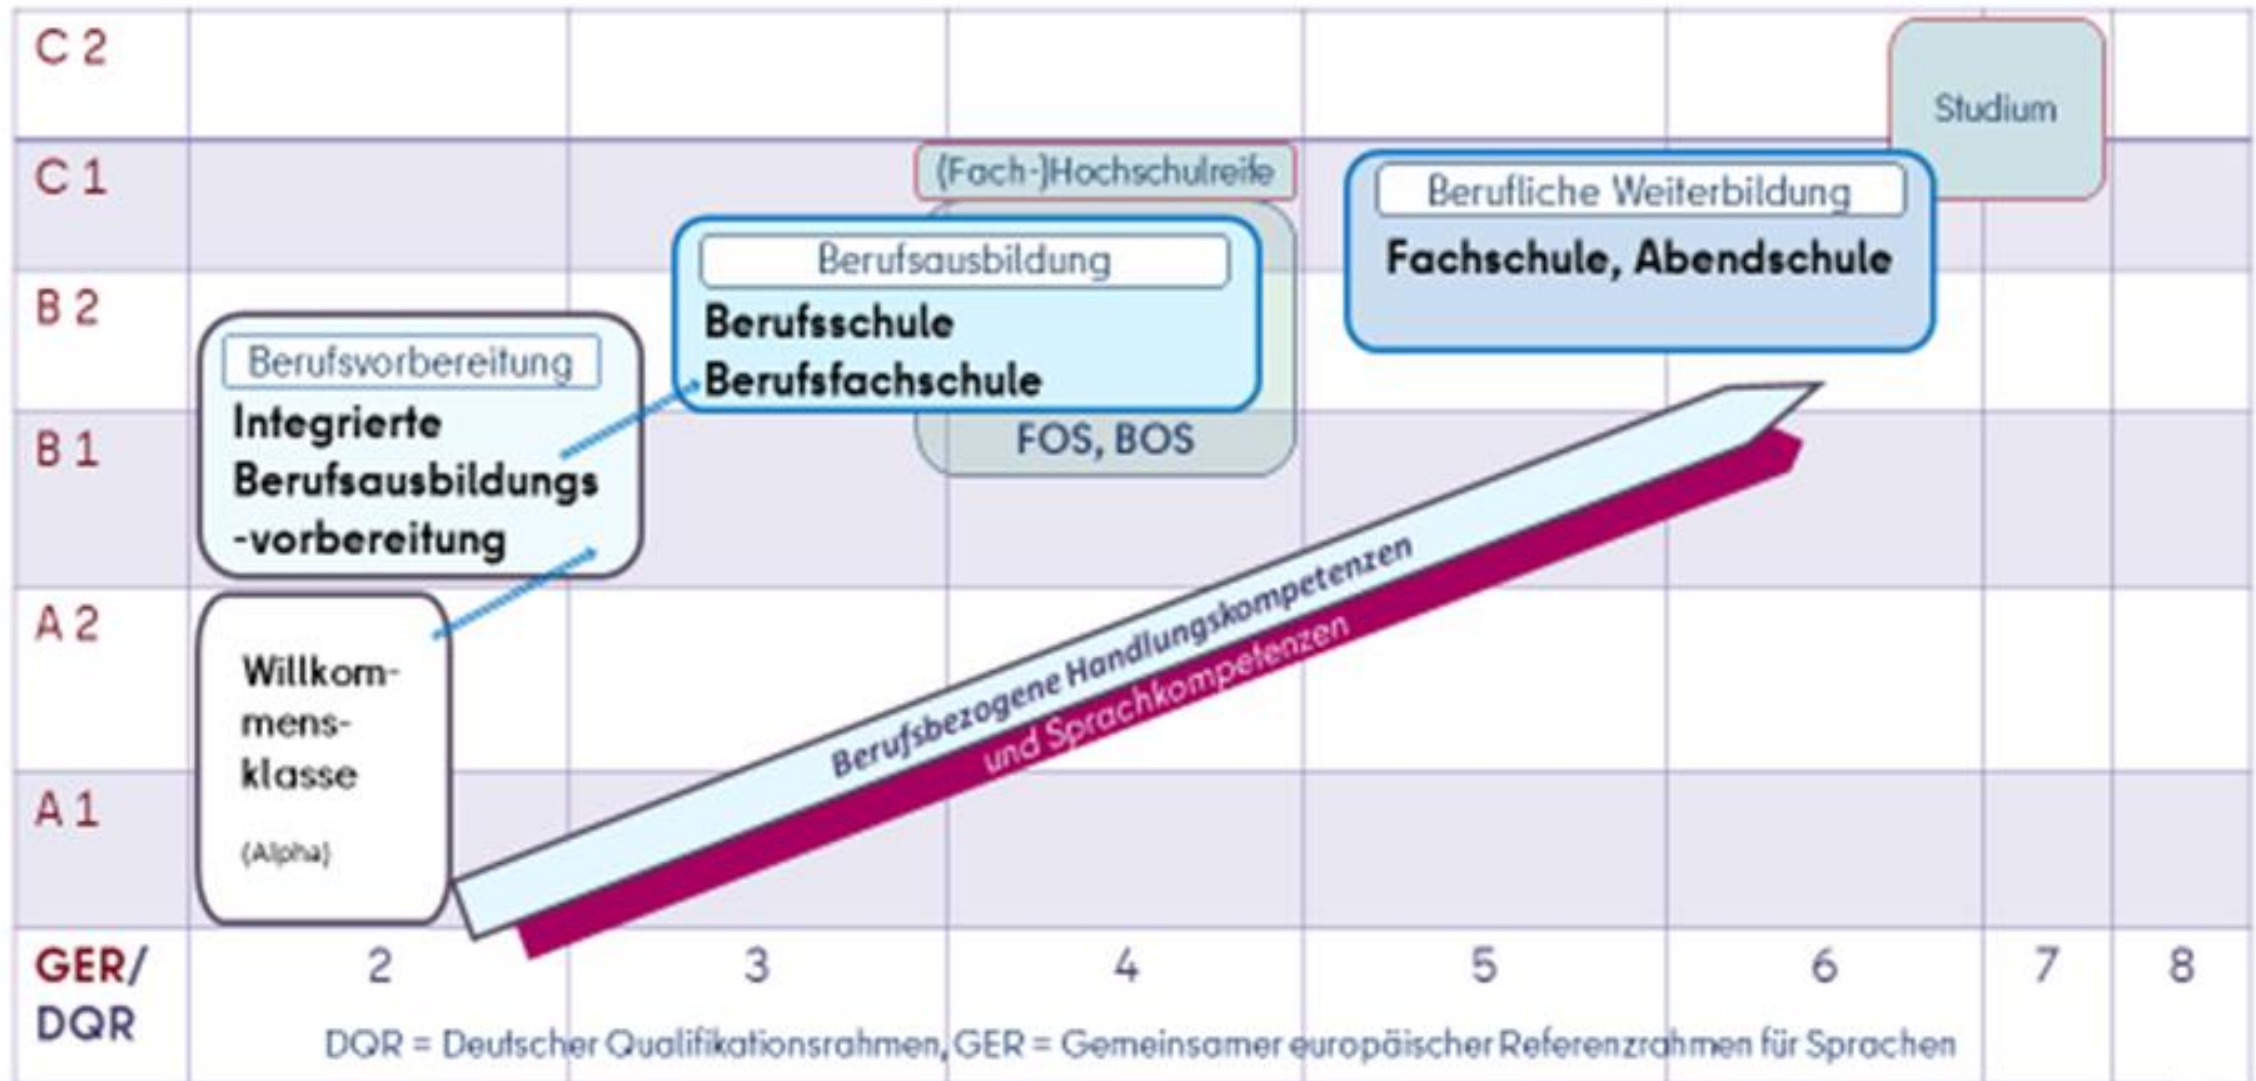 C 2
Studium
C 1
(Fach-)Hochschulreife
Berufliche Weiterbildung
Fachschule, Abendschule
Berufsausbildung
Berufsschule
Berufsfachschule
B 2
Berufsvorbereitung
Integrierte
Berufsausbildungs
-vorbereitung
B 1
FOS, BOS
A 2
Willkom-
mens-
klasse
(Alpha)
Berufsbezogene Handlungskompetenzen
und Sprachkompetenzen
A 1
GER/
DQR
2 3 4 5 6 7 8
DQR = Deutscher Qualifikationsrahmen, GER = Gemeinsamer europäischer Referenzrahmen für Sprachen